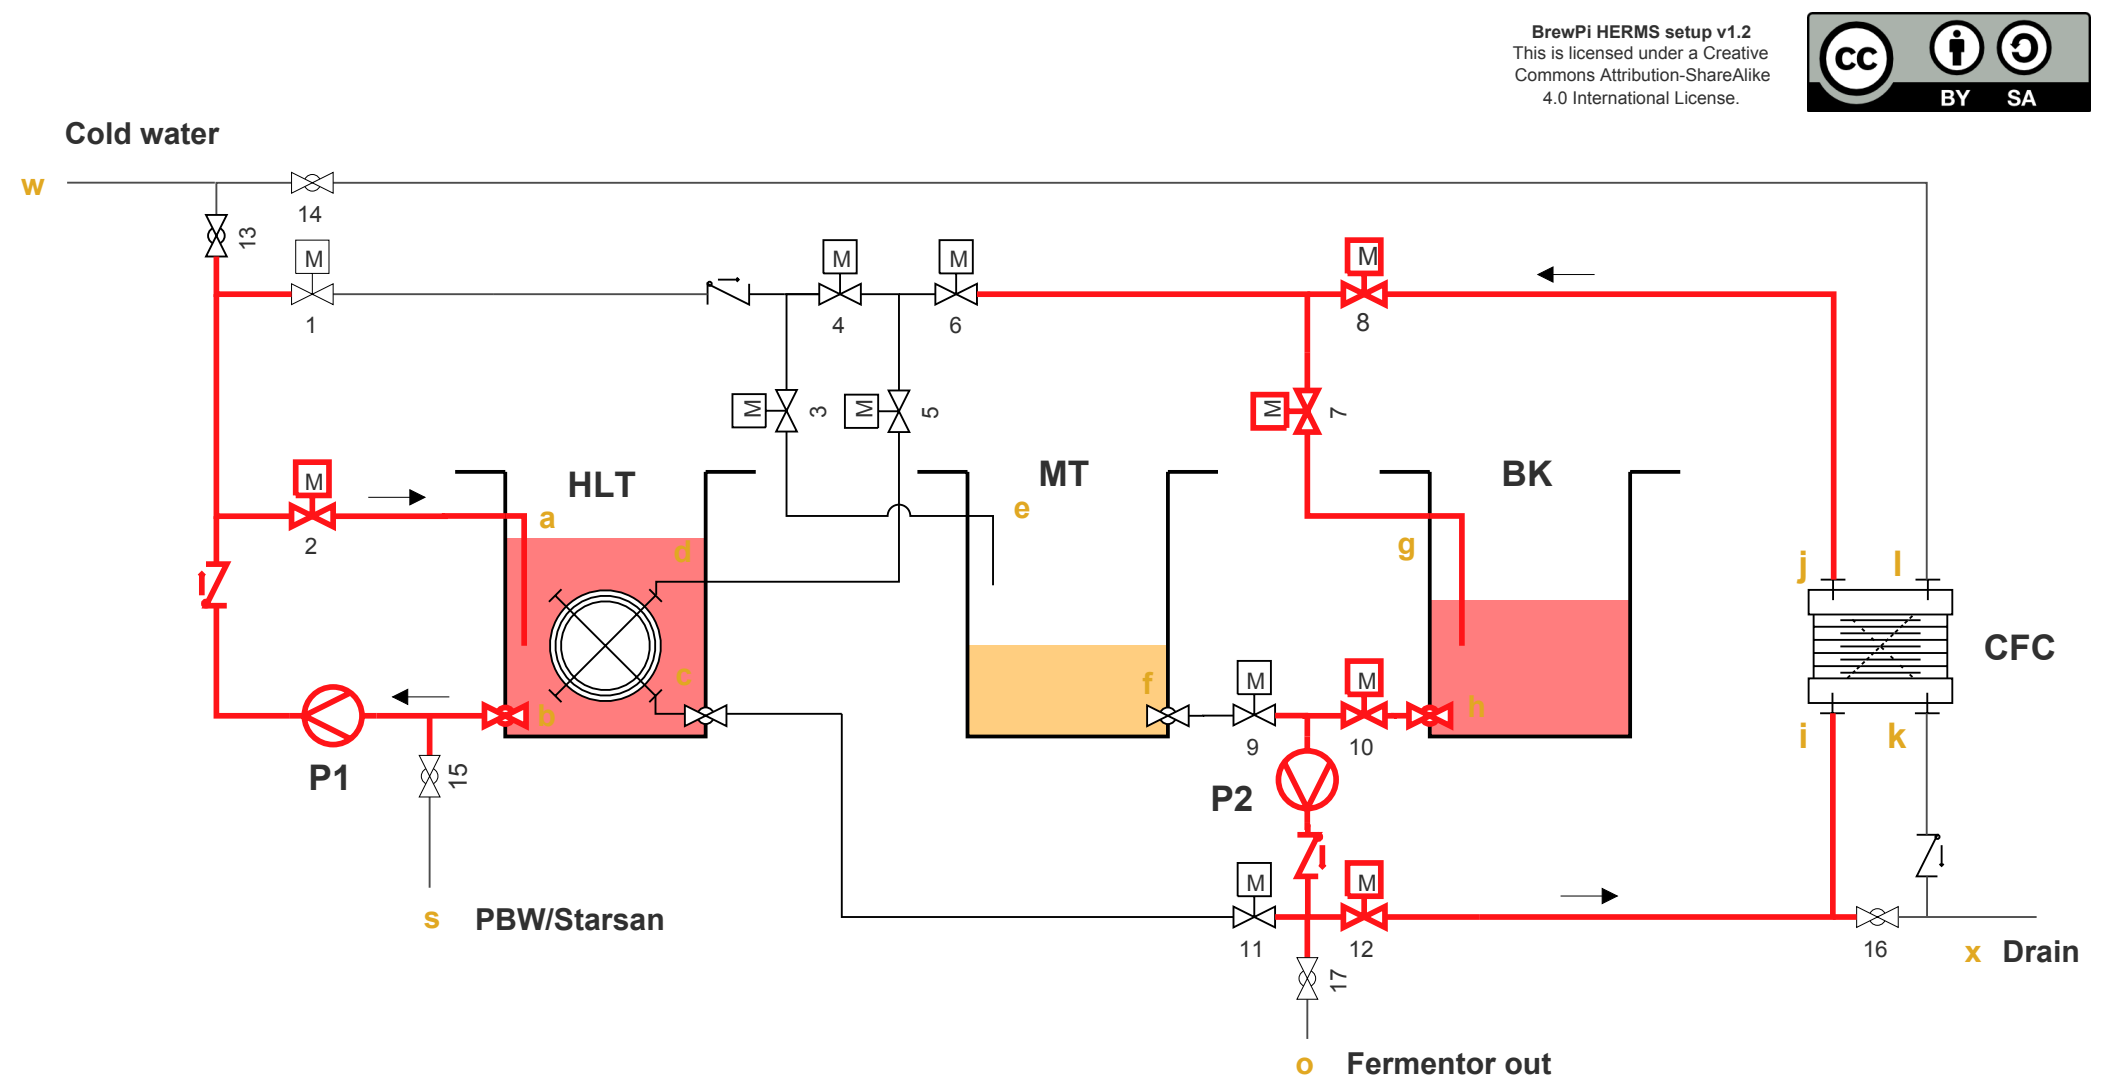 BrewPi HERMS setup v1.2
This is licensed under a Creative
Commons Attribution-ShareAlike
4.0 International License.
cc
BY SA
Cold water
w
14
13
M
M
M
M
1
4
6
8
M
M
M
3
5
7
HLT
MT
BK
M
2
a
e
d
g
j
l
CFC
c
f
b
h
M
M
i
k
9
10
P1
15
P2
s
PBW/Starsan
M
M
11
12
16
17
x Drain
o
Fermentor out